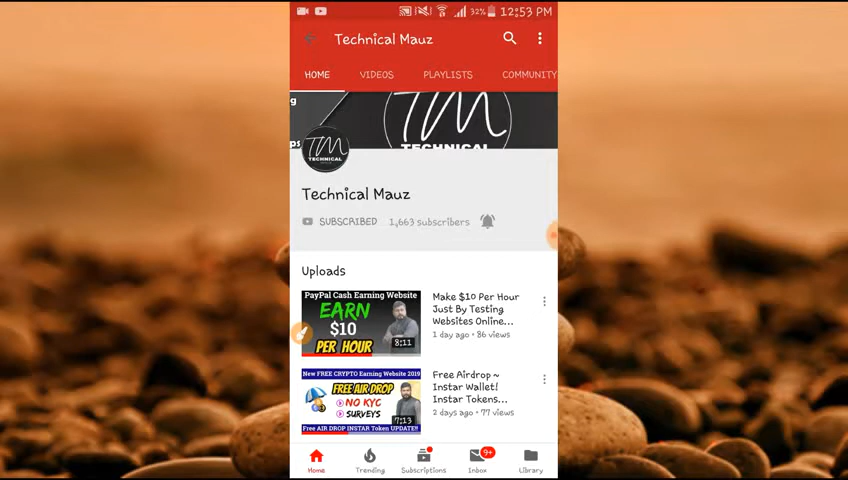 32% 12:53 PM
Technical Mauz
HOME VIDEOS PLAYLISTS COMMUNITY
g
ps
TM
TECHNICAL
TM
TECHNICAL
Technical Mauz
SUBSCRIBED 1,663 subscribers
Uploads
PayPal Cash Earning Website
EARN
$10
PER HOUR
8:11
Make $10 Per Hour
Just By Testing
Websites Online...
1 day ago • 86 views
New FREE CRYPTO Earning Website 2019
FREE AIR DROP
NO KYC
SURVEYS
7:13
Free AIR DROP INSTAR Token UPDATE!!
Free Airdrop ~
Instar Wallet!
Instar Tokens...
2 days ago • 77 views
9+
Home Trending Subscriptions Inbox Library